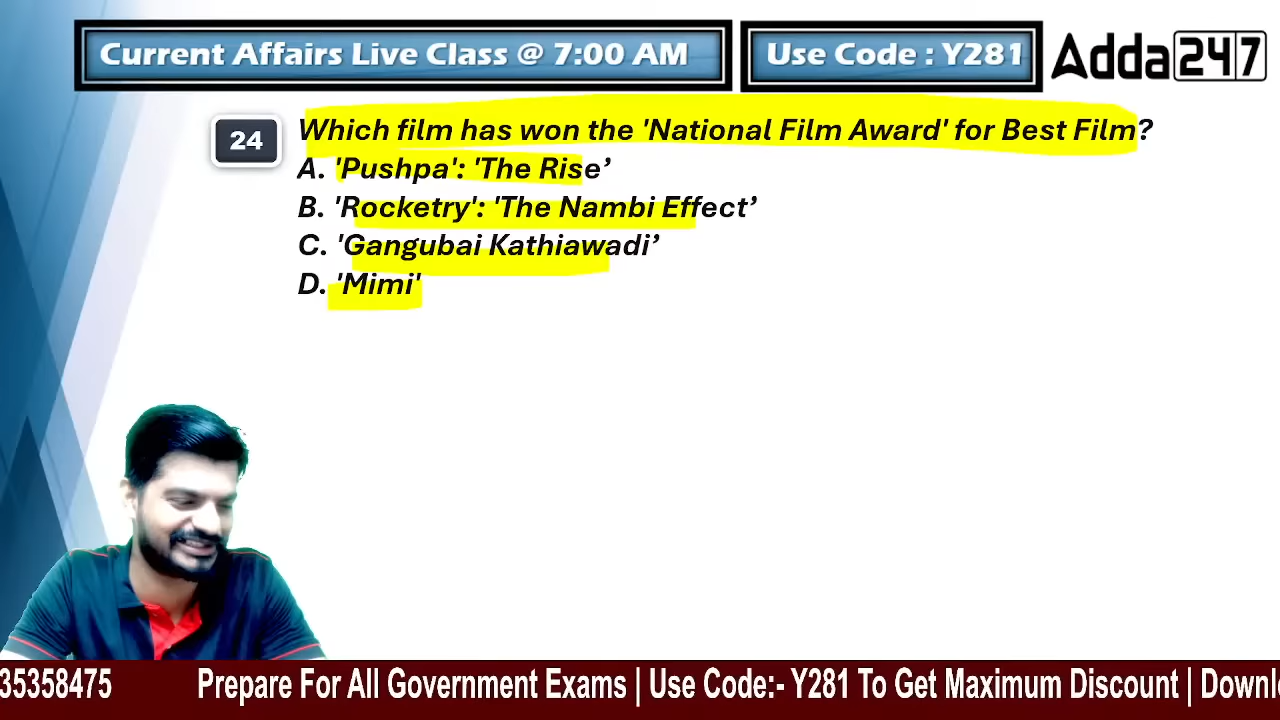 Current Affairs Live Class @ 7:00 AM
Use Code : Y281
Adda247
24
Which film has won the 'National Film Award' for Best Film?
A. 'Pushpa': 'The Rise’
B. 'Rocketry': 'The Nambi Effect’
C. 'Gangubai Kathiawadi’
D. 'Mimi'
35358475 Prepare For All Government Exams | Use Code:- Y281 To Get Maximum Discount | Downl